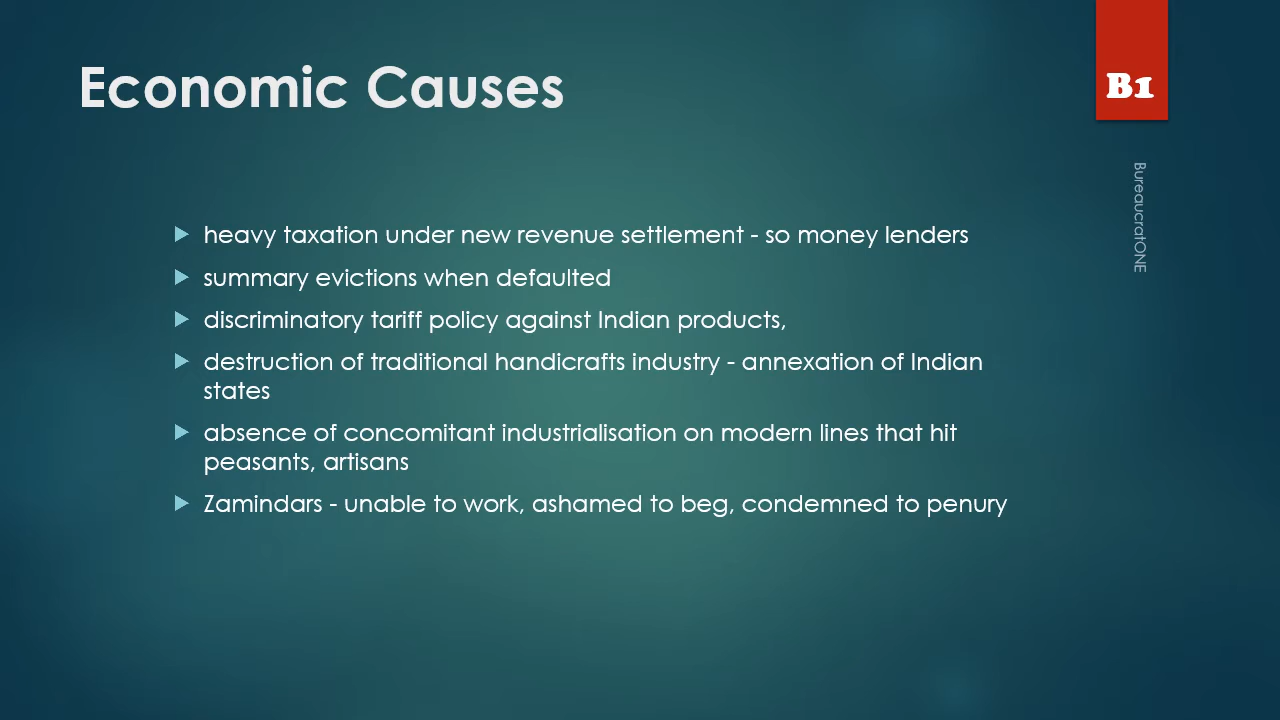 Economic Causes
B1
BureaucratONE
heavy taxation under new revenue settlement - so money lenders
summary evictions when defaulted
discriminatory tariff policy against Indian products,
destruction of traditional handicrafts industry - annexation of Indian
states
absence of concomitant industrialisation on modern lines that hit
peasants, artisans
Zamindars - unable to work, ashamed to beg, condemned to penury